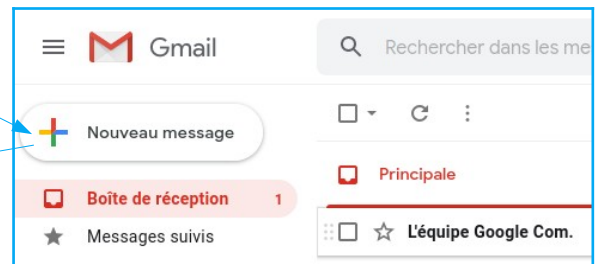 Gmail
Rechercher dans les me
Nouveau message
Principale
Boîte de réception 1
Messages suivis
L'équipe Google Com.